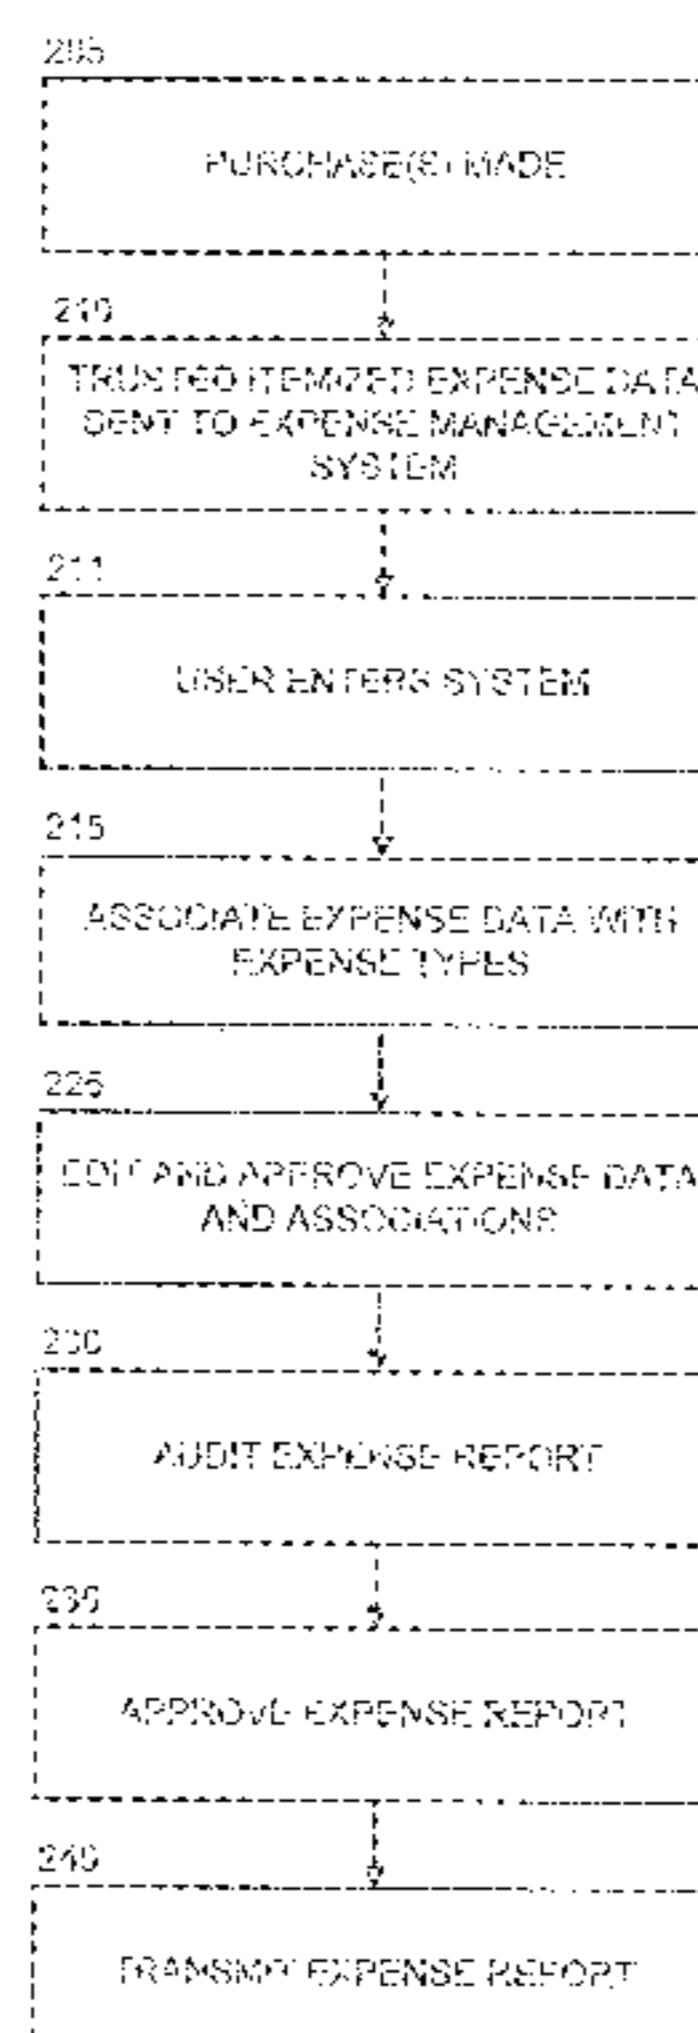 205
PURCHASE(S) MADE
210
TRUSTED ITEMIZED EXPENSE DATA
SENT TO EXPENSE MANAGEMENT
SYSTEM
211
USER ENTERS SYSTEM
215
ASSOCIATE EXPENSE DATA WITH
EXPENSE TYPES
225
EDIT AND APPROVE EXPENSE DATA
AND ASSOCIATIONS
230
AUDIT EXPENSE REPORT
235
APPROVE EXPENSE REPORT
240
TRANSMIT EXPENSE REPORT